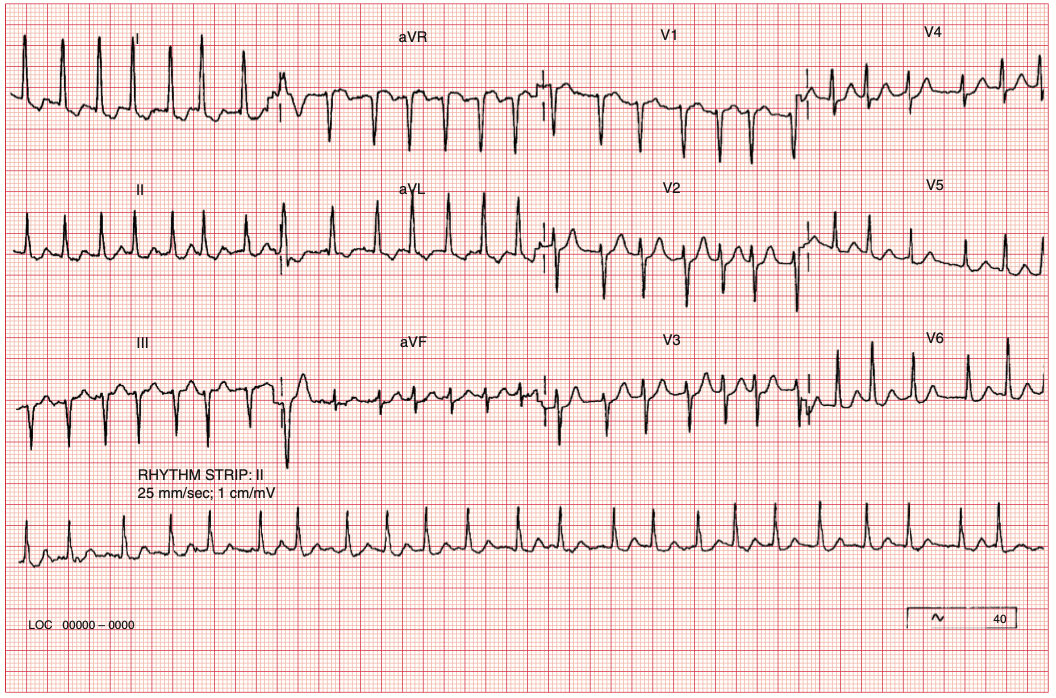 I aVR V1 V4
II aVL V2 V5
III aVF V3 V6
RHYTHM STRIP: II
25 mm/sec; 1 cm/mV
LOC 00000 – 0000
~ 40